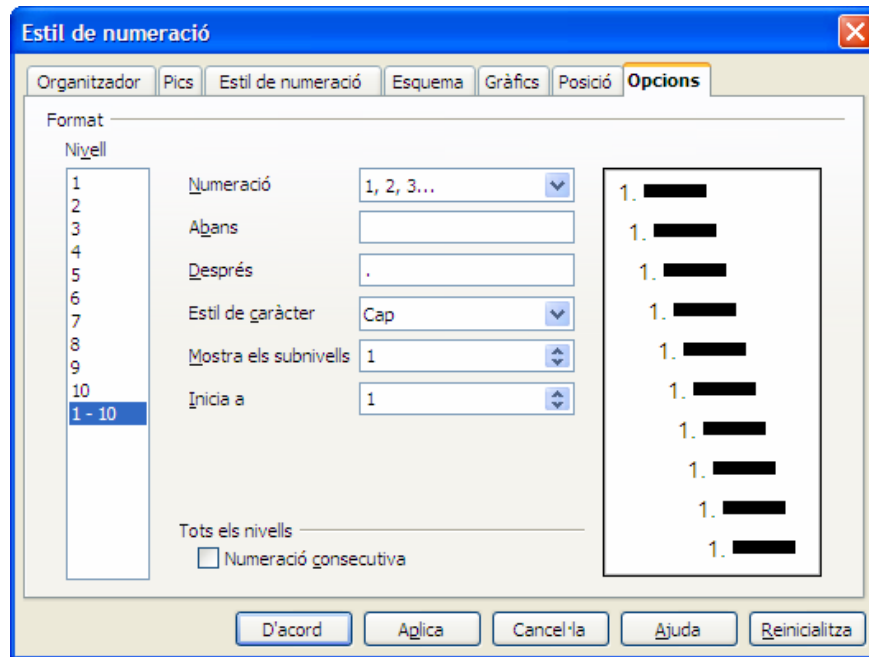 Estil de numeració
Organitzador Pics Estil de numeració Esquema Gràfics Posició Opcions
Format
Nivell
1
2
3
4
5
6
7
8
9
10
1 - 10
Numeració 1, 2, 3...
Abans
Després .
Estil de caràcter Cap
Mostra els subnivells 1
Inicia a 1
Tots els nivells
Numeració consecutiva
1.
1.
1.
1.
1.
1.
1.
1.
1.
1.
D'acord Aplica Cancel·la Ajuda Reinicialitza